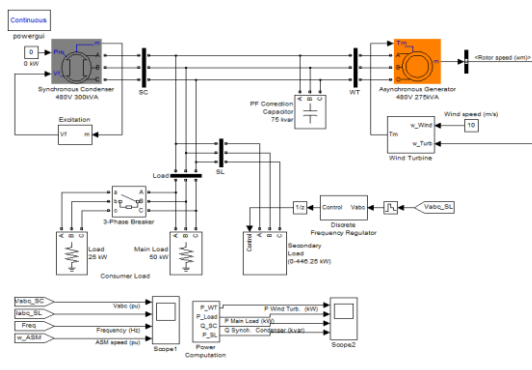 Continuous
powergui
0
0 kW
Pm
Vf
m
A
B
C
Synchronous Condenser
480V 300kVA
SC
WT
Tm
m
A
B
C
Asynchronous Generator
480V 275kVA
<Rotor speed (wm)>
Excitation
Vf
m
A B C
PF Correction
Capacitor
75 kvar
Wind speed (m/s)
10
w_Wind
w_Turb
Tm
Wind Turbine
SL
Load
a
b
c
A
B
C
3-Phase Breaker
A B C
Load
25 kW
A B C
Main Load
50 kW
Consumer Load
Control
A B C
Secondary
Load
(0-446.25 kW)
1/z
Control
Vabc
Discrete
Frequency Regulator
Vabc_SL
Vabc_SC
Iabc_SL
Freq
w_ASM
Vabc (pu)
Frequency (Hz)
ASM speed (pu)
Scope1
P_WT
P_Load
Q_SC
P_SL
Power
Computation
P Wind Turb. (kW)
P Main Load (kW)
Q Synch. Condenser (kvar)
Scope2